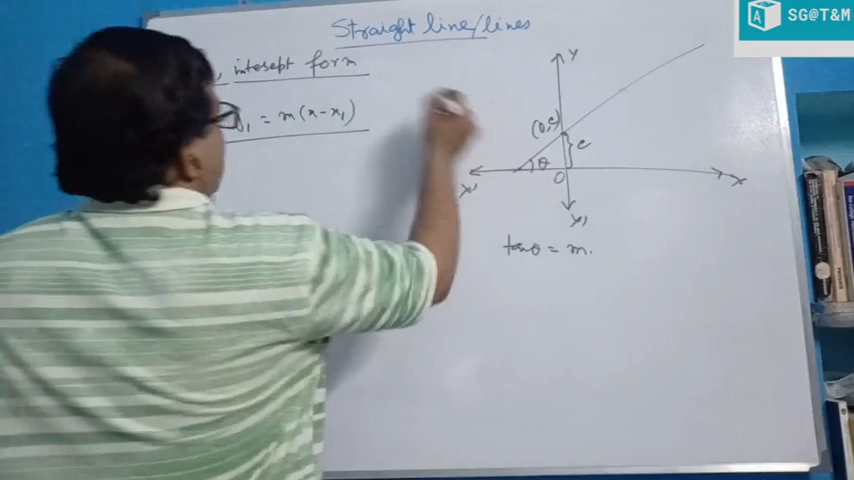 Straight line/lines
, intesept form
y₁ = m(x-x₁)
Y
(0,c)
c
θ
O
X'
X
Y'
tanθ = m.
A
SG@T&M